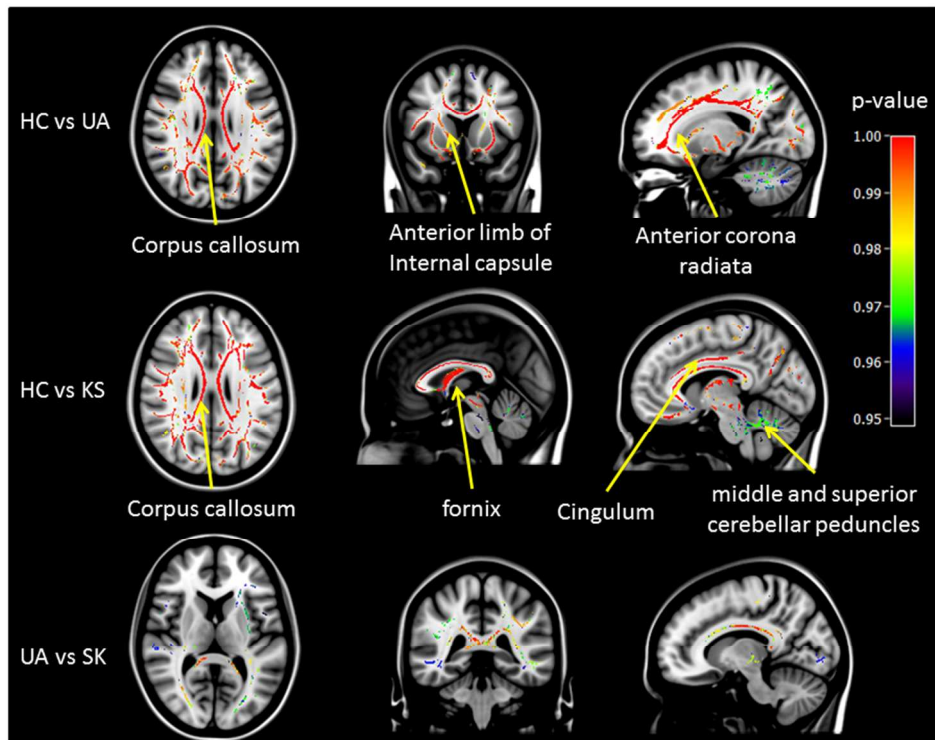 HC vs UA
Corpus callosum
Anterior limb of
Internal capsule
Anterior corona
radiata
p-value
1.00
0.99
0.98
0.97
0.96
0.95
HC vs KS
Corpus callosum
fornix
Cingulum
middle and superior
cerebellar peduncles
UA vs SK